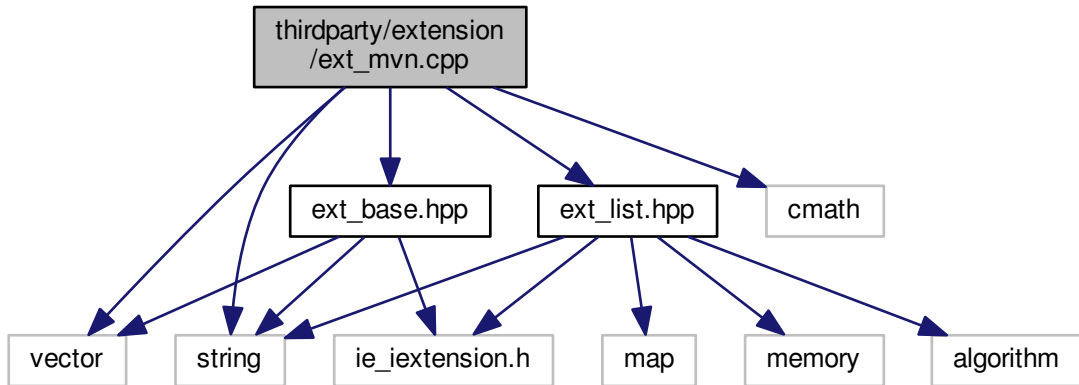 thirdparty/extension
/ext_mvn.cpp
ext_base.hpp
ext_list.hpp
cmath
vector
string
ie_iextension.h
map
memory
algorithm